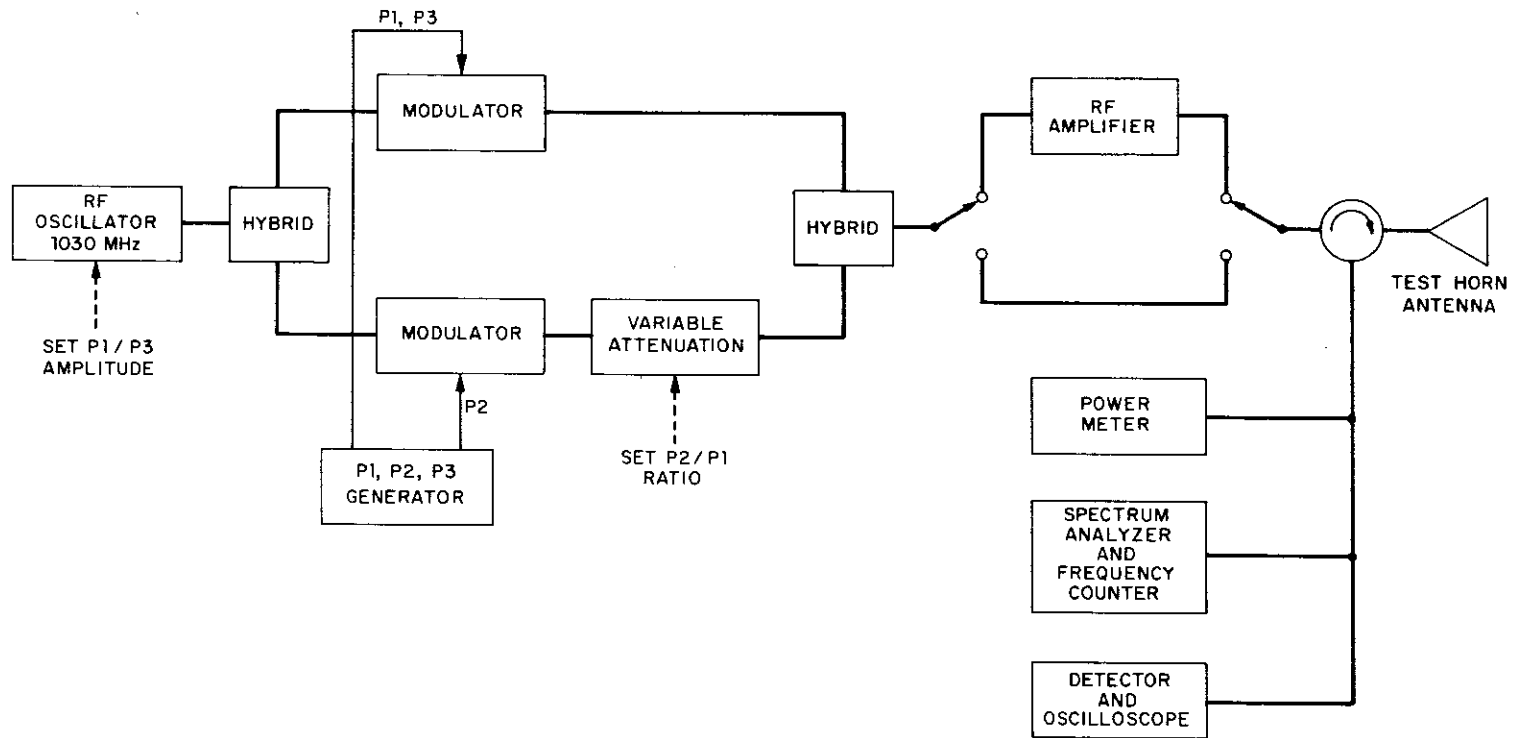 P1, P3
MODULATOR
RF
OSCILLATOR
1030 MHz
HYBRID
SET P1/P3
AMPLITUDE
MODULATOR
P2
P1, P2, P3
GENERATOR
VARIABLE
ATTENUATION
SET P2/P1
RATIO
HYBRID
RF
AMPLIFIER
TEST HORN
ANTENNA
POWER
METER
SPECTRUM
ANALYZER
AND
FREQUENCY
COUNTER
DETECTOR
AND
OSCILLOSCOPE